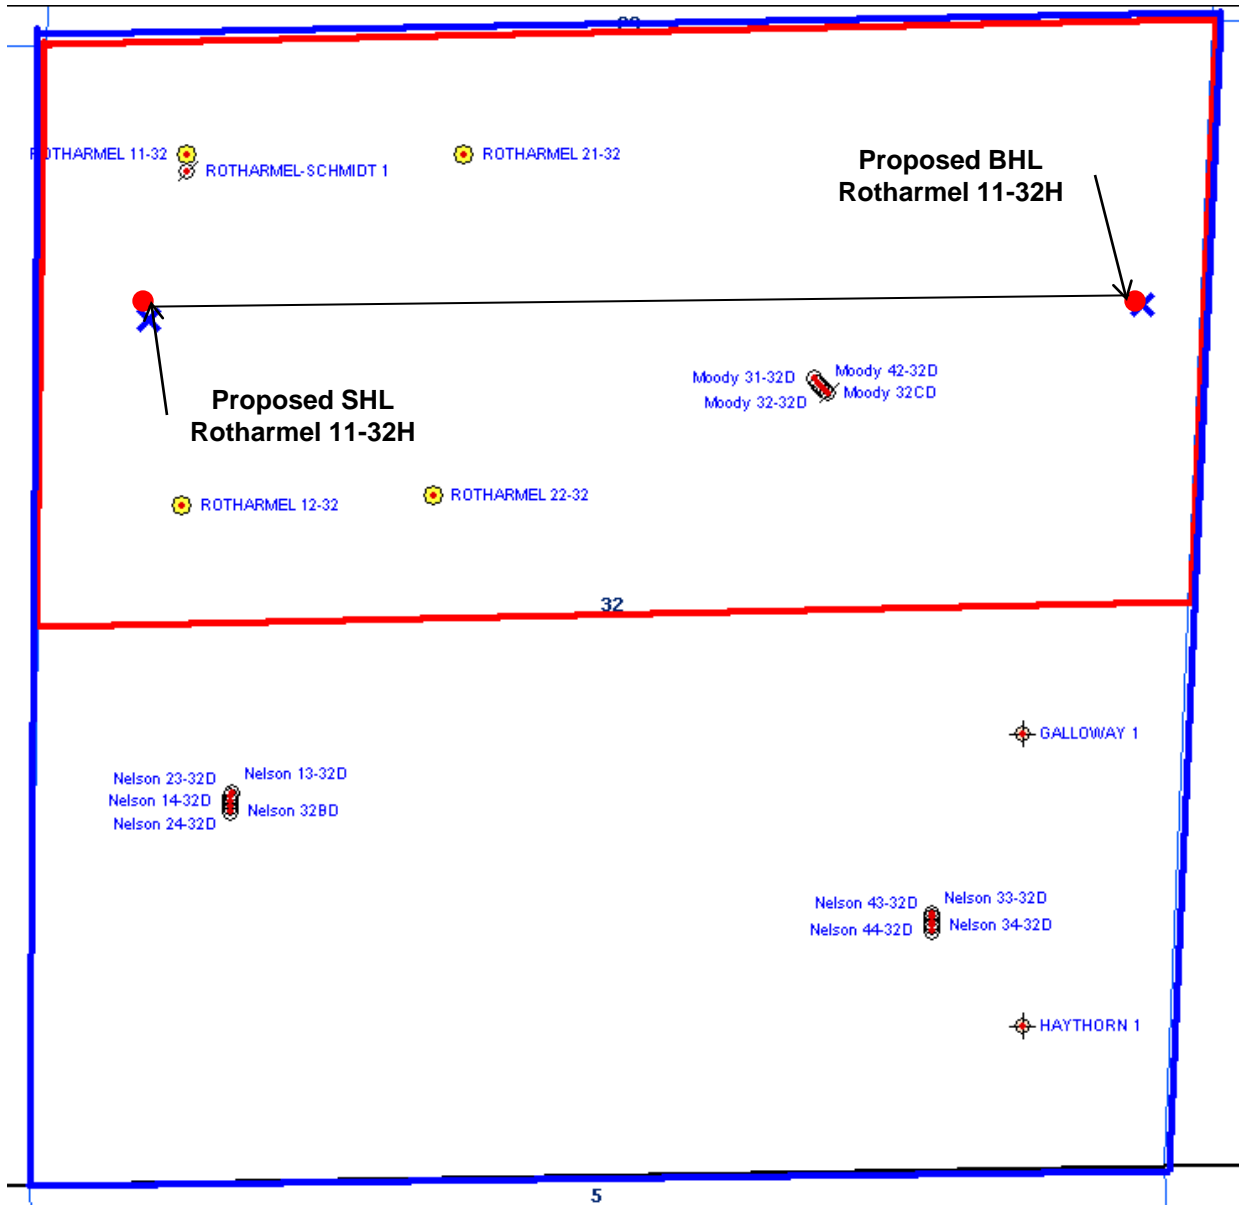 ROTHARMEL 11-32
ROTHARMEL-SCHMIDT 1
ROTHARMEL 21-32
Proposed BHL
Rotharmel 11-32H
Proposed SHL
Rotharmel 11-32H
Moody 31-32D
Moody 42-32D
Moody 32-32D
Moody 32CD
ROTHARMEL 12-32
ROTHARMEL 22-32
32
GALLOWAY 1
Nelson 23-32D
Nelson 13-32D
Nelson 14-32D
Nelson 32BD
Nelson 24-32D
Nelson 43-32D
Nelson 33-32D
Nelson 44-32D
Nelson 34-32D
HAYTHORN 1
5